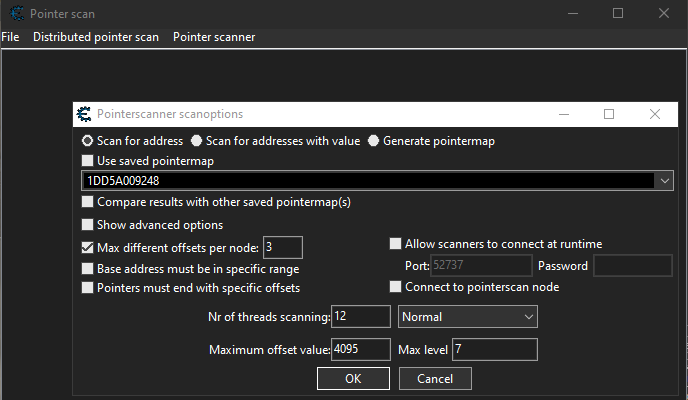 Pointer scan
File Distributed pointer scan Pointer scanner
Pointerscanner scanoptions
Scan for address Scan for addresses with value Generate pointermap
Use saved pointermap
1DD5A009248
Compare results with other saved pointermap(s)
Show advanced options
Max different offsets per node: 3 Allow scanners to connect at runtime
Base address must be in specific range Port: 52737 Password
Pointers must end with specific offsets Connect to pointerscan node
Nr of threads scanning: 12 Normal
Maximum offset value: 4095 Max level 7
OK Cancel